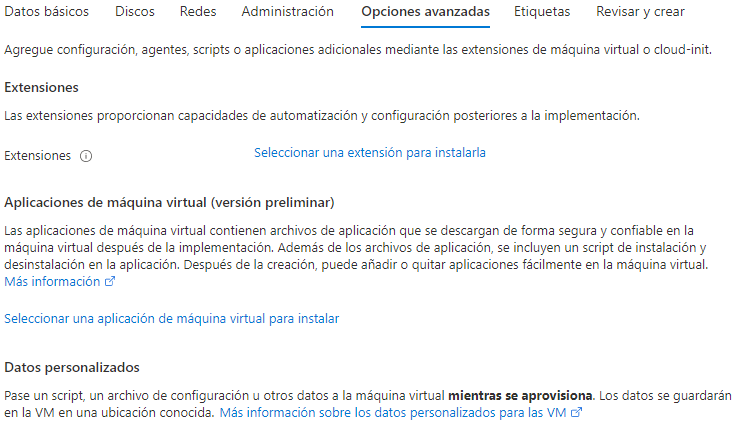 Datos básicos Discos Redes Administración Opciones avanzadas Etiquetas Revisar y crear
Agregue configuración, agentes, scripts o aplicaciones adicionales mediante las extensiones de máquina virtual o cloud-init.
Extensiones
Las extensiones proporcionan capacidades de automatización y configuración posteriores a la implementación.
Extensiones Seleccionar una extensión para instalarla
Aplicaciones de máquina virtual (versión preliminar)
Las aplicaciones de máquina virtual contienen archivos de aplicación que se descargan de forma segura y confiable en la
máquina virtual después de la implementación. Además de los archivos de aplicación, se incluyen un script de instalación y
desinstalación en la aplicación. Después de la creación, puede añadir o quitar aplicaciones fácilmente en la máquina virtual.
Más información
Seleccionar una aplicación de máquina virtual para instalar
Datos personalizados
Pase un script, un archivo de configuración u otros datos a la máquina virtual mientras se aprovisiona. Los datos se guardarán
en la VM en una ubicación conocida. Más información sobre los datos personalizados para las VM